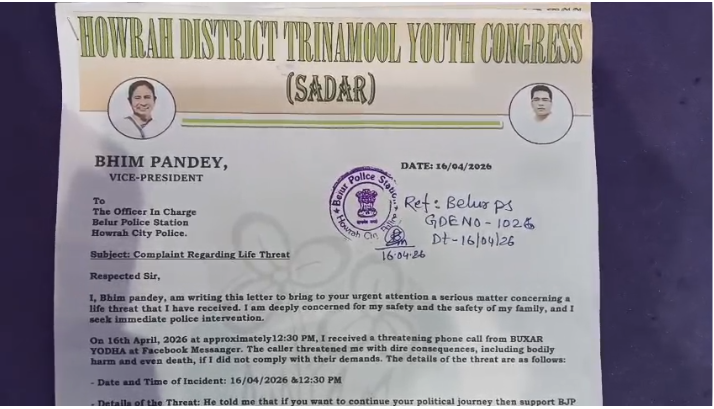 HOWRAH DISTRICT TRINAMOOL YOUTH CONGRESS
(SADAR)
BHIM PANDEY,
VICE-PRESIDENT
DATE: 16/04/2026
To
The Officer In Charge
Belur Police Station
Howrah City Police.
Belur Police Station
Howrah City Police
16.04.26
Ref: Belur PS
GDENO-1026
Dt-16/04/26
Subject: Complaint Regarding Life Threat
Respected Sir,
I, Bhim pandey, am writing this letter to bring to your urgent attention a serious matter concerning a
life threat that I have received. I am deeply concerned for my safety and the safety of my family, and I
seek immediate police intervention.
On 16th April, 2026 at approximately12:30 PM, I received a threatening phone call from BUXAR
YODHA at Facebook Messanger. The caller threatened me with dire consequences, including bodily
harm and even death, if I did not comply with their demands. The details of the threat are as follows:
- Date and Time of Incident: 16/04/2026 &12:30 PM
- Details of the Threat: He told me that if you want to continue your political journey then support BJP